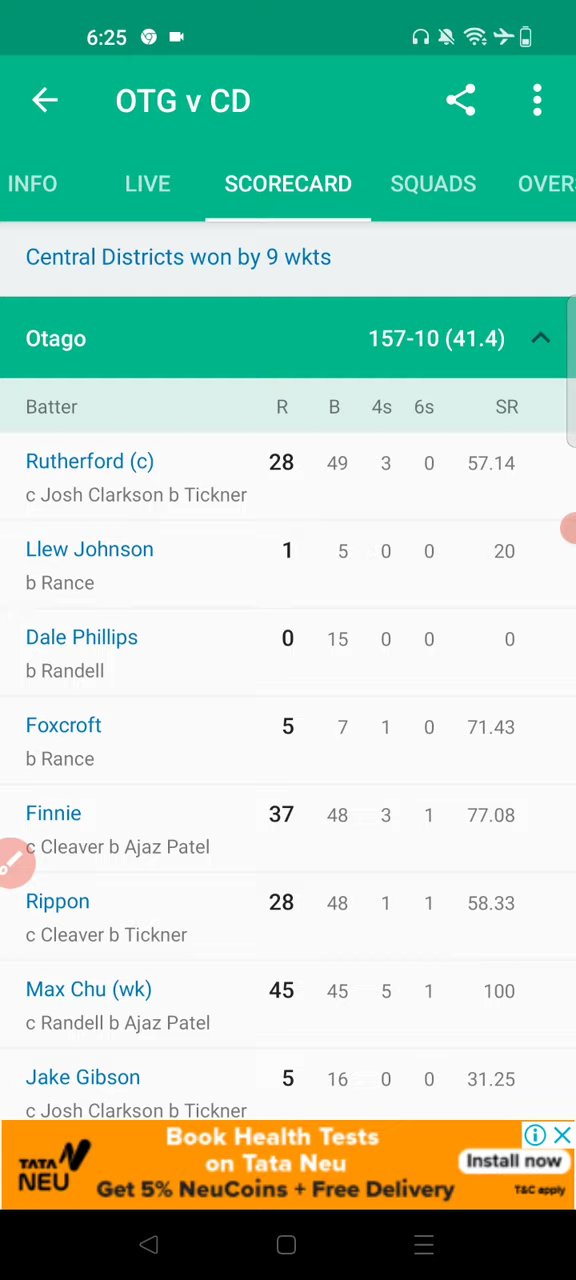 6:25
OTG v CD
INFO LIVE SCORECARD SQUADS OVER
Central Districts won by 9 wkts
Otago 157-10 (41.4)
Batter R B 4s 6s SR
Rutherford (c) 28 49 3 0 57.14
c Josh Clarkson b Tickner
Llew Johnson 1 5 0 0 20
b Rance
Dale Phillips 0 15 0 0 0
b Randell
Foxcroft 5 7 1 0 71.43
b Rance
Finnie 37 48 3 1 77.08
c Cleaver b Ajaz Patel
Rippon 28 48 1 1 58.33
c Cleaver b Tickner
Max Chu (wk) 45 45 5 1 100
c Randell b Ajaz Patel
Jake Gibson 5 16 0 0 31.25
c Josh Clarkson b Tickner
TATA NEU
Book Health Tests
on Tata Neu
Get 5% NeuCoins + Free Delivery
Install now
T&C apply